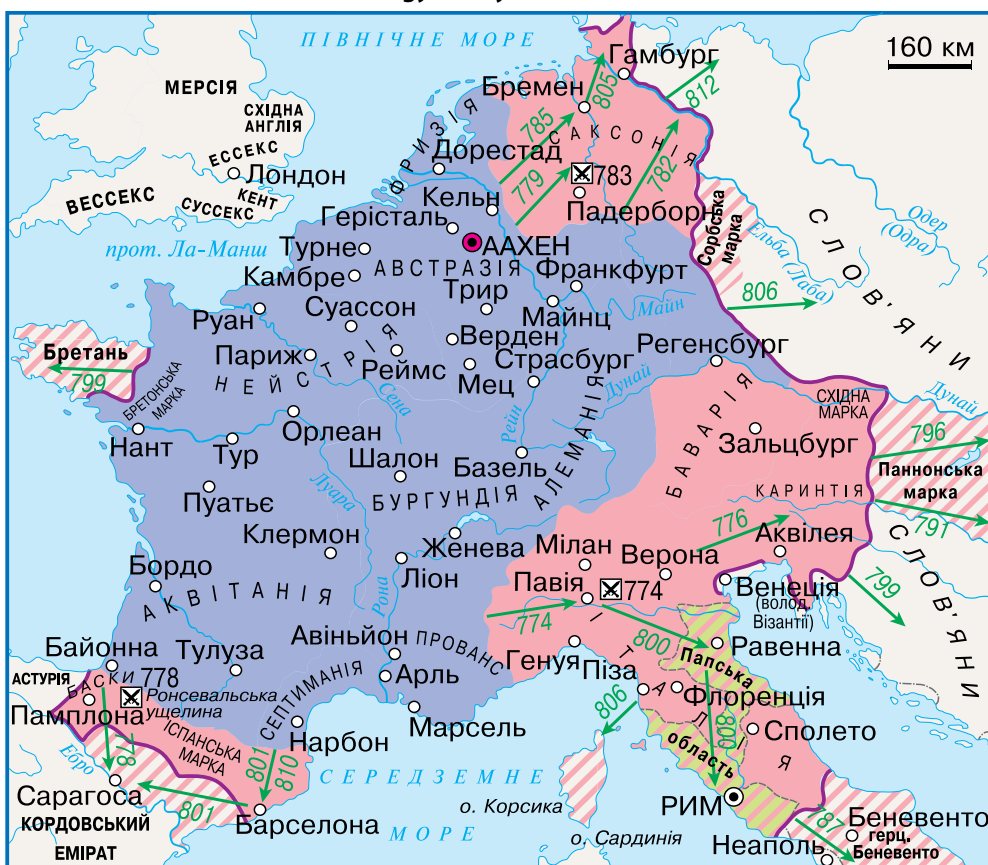 ПІВНІЧНЕ МОРЕ
160 км
Гамбург
812
805
Бремен
МЕРСІЯ
СХІДНА
АНГЛІЯ
ЕССЕКС
Лондон
ВЕССЕКС
КЕНТ
СУССЕКС
ФРИЗІЯ
785
САКСОНІЯ
Дорестад
779
783
782
Падерборн
Кельн
Герісталь
прот. Ла-Манш
Турне
ААХЕН
Сорбська
марка
СЛОВ'ЯНИ
Одер
(Одра)
Ельба (Лаба)
Камбре
АВСТРАЗІЯ
Франкфурт
806
Суассон
Трир
Майн
Руан
Майнц
Бретань
799
БРЕТОНСЬКА
МАРКА
Париж
НЕЙСТРІЯ
Реймс
Верден
Мец
Страсбург
Регенсбург
Дунай
Сена
Рейн
СХІДНА
МАРКА
Дунай
Нант
Орлеан
Тур
Шалон
Базель
АЛЕМАНІЯ
БАВАРІЯ
Зальцбург
796
Паннонська
марка
791
Пуатьє
Луара
БУРГУНДІЯ
КАРИНТІЯ
Клермон
Женева
776
Мілан
Верона
Аквілея
СЛОВ'ЯНИ
Бордо
Ліон
Рона
АКВІТАНІЯ
Павія
774
774
Венеція
(волод.
Візантії)
799
Авіньйон
ПРОВАНС
Генуя
800
Равенна
Байонна
Тулуза
СЕПТИМАНІЯ
Арль
Піза
Папська
область
ІТАЛІЯ
АСТУРІЯ
БАСКИ
778
Ронсевальська
ущелина
Памплона
Марсель
806
Флоренція
800
Сполето
ІСПАНСЬКА
МАРКА
Нарбон
778
Ебро
801
810
СЕРЕДЗЕМНЕ
МОРЕ
Сарагоса
801
Барселона
о. Корсика
РИМ
КОРДОВСЬКИЙ
ЕМІРАТ
о. Сардинія
787
Беневенто
герц.
Беневенто
Неаполь